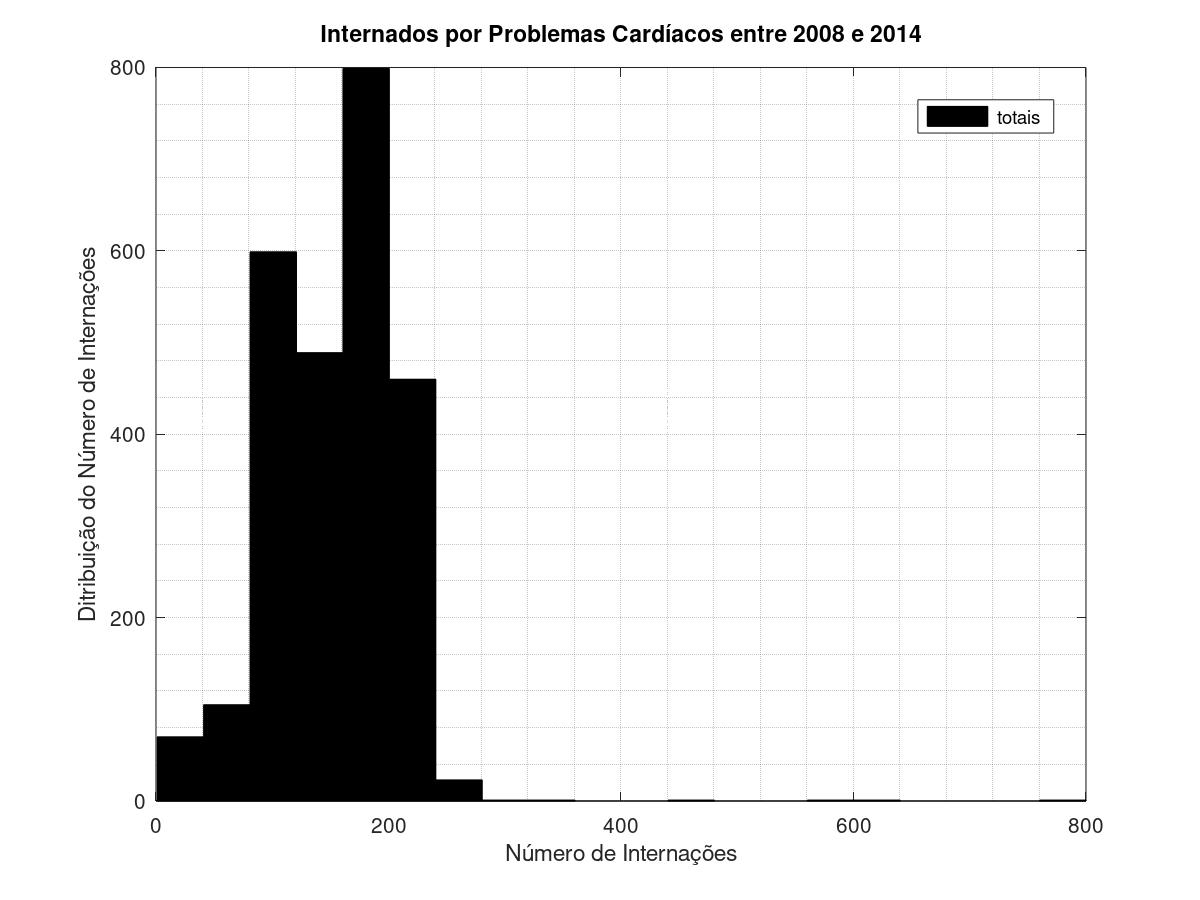 Internados por Problemas Cardíacos entre 2008 e 2014
totais
Ditribuição do Número de Internações
800
600
400
200
0
0 200 400 600 800
Número de Internações